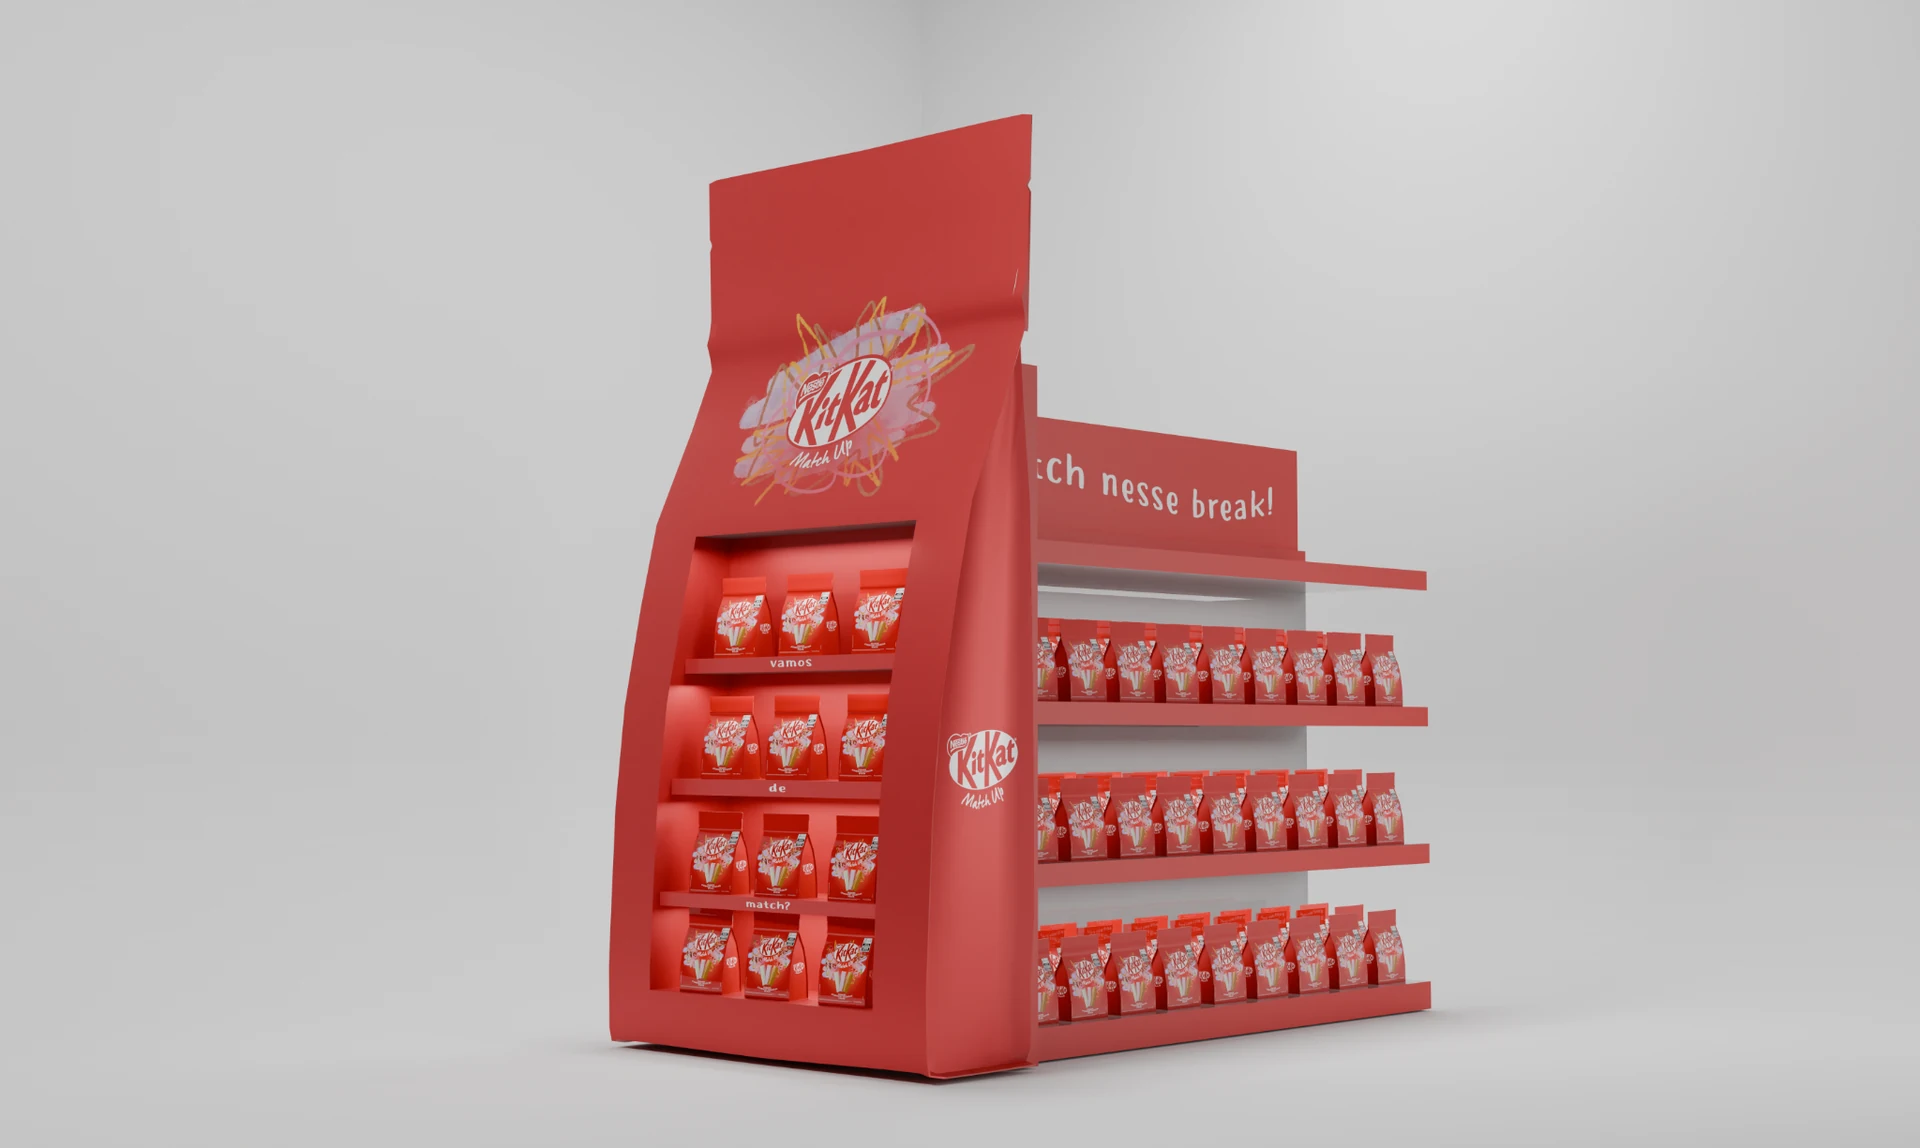 Nestlé
KitKat
Match Up
tch nesse break!
vamos
de
match?
Nestlé
KitKat
Match Up